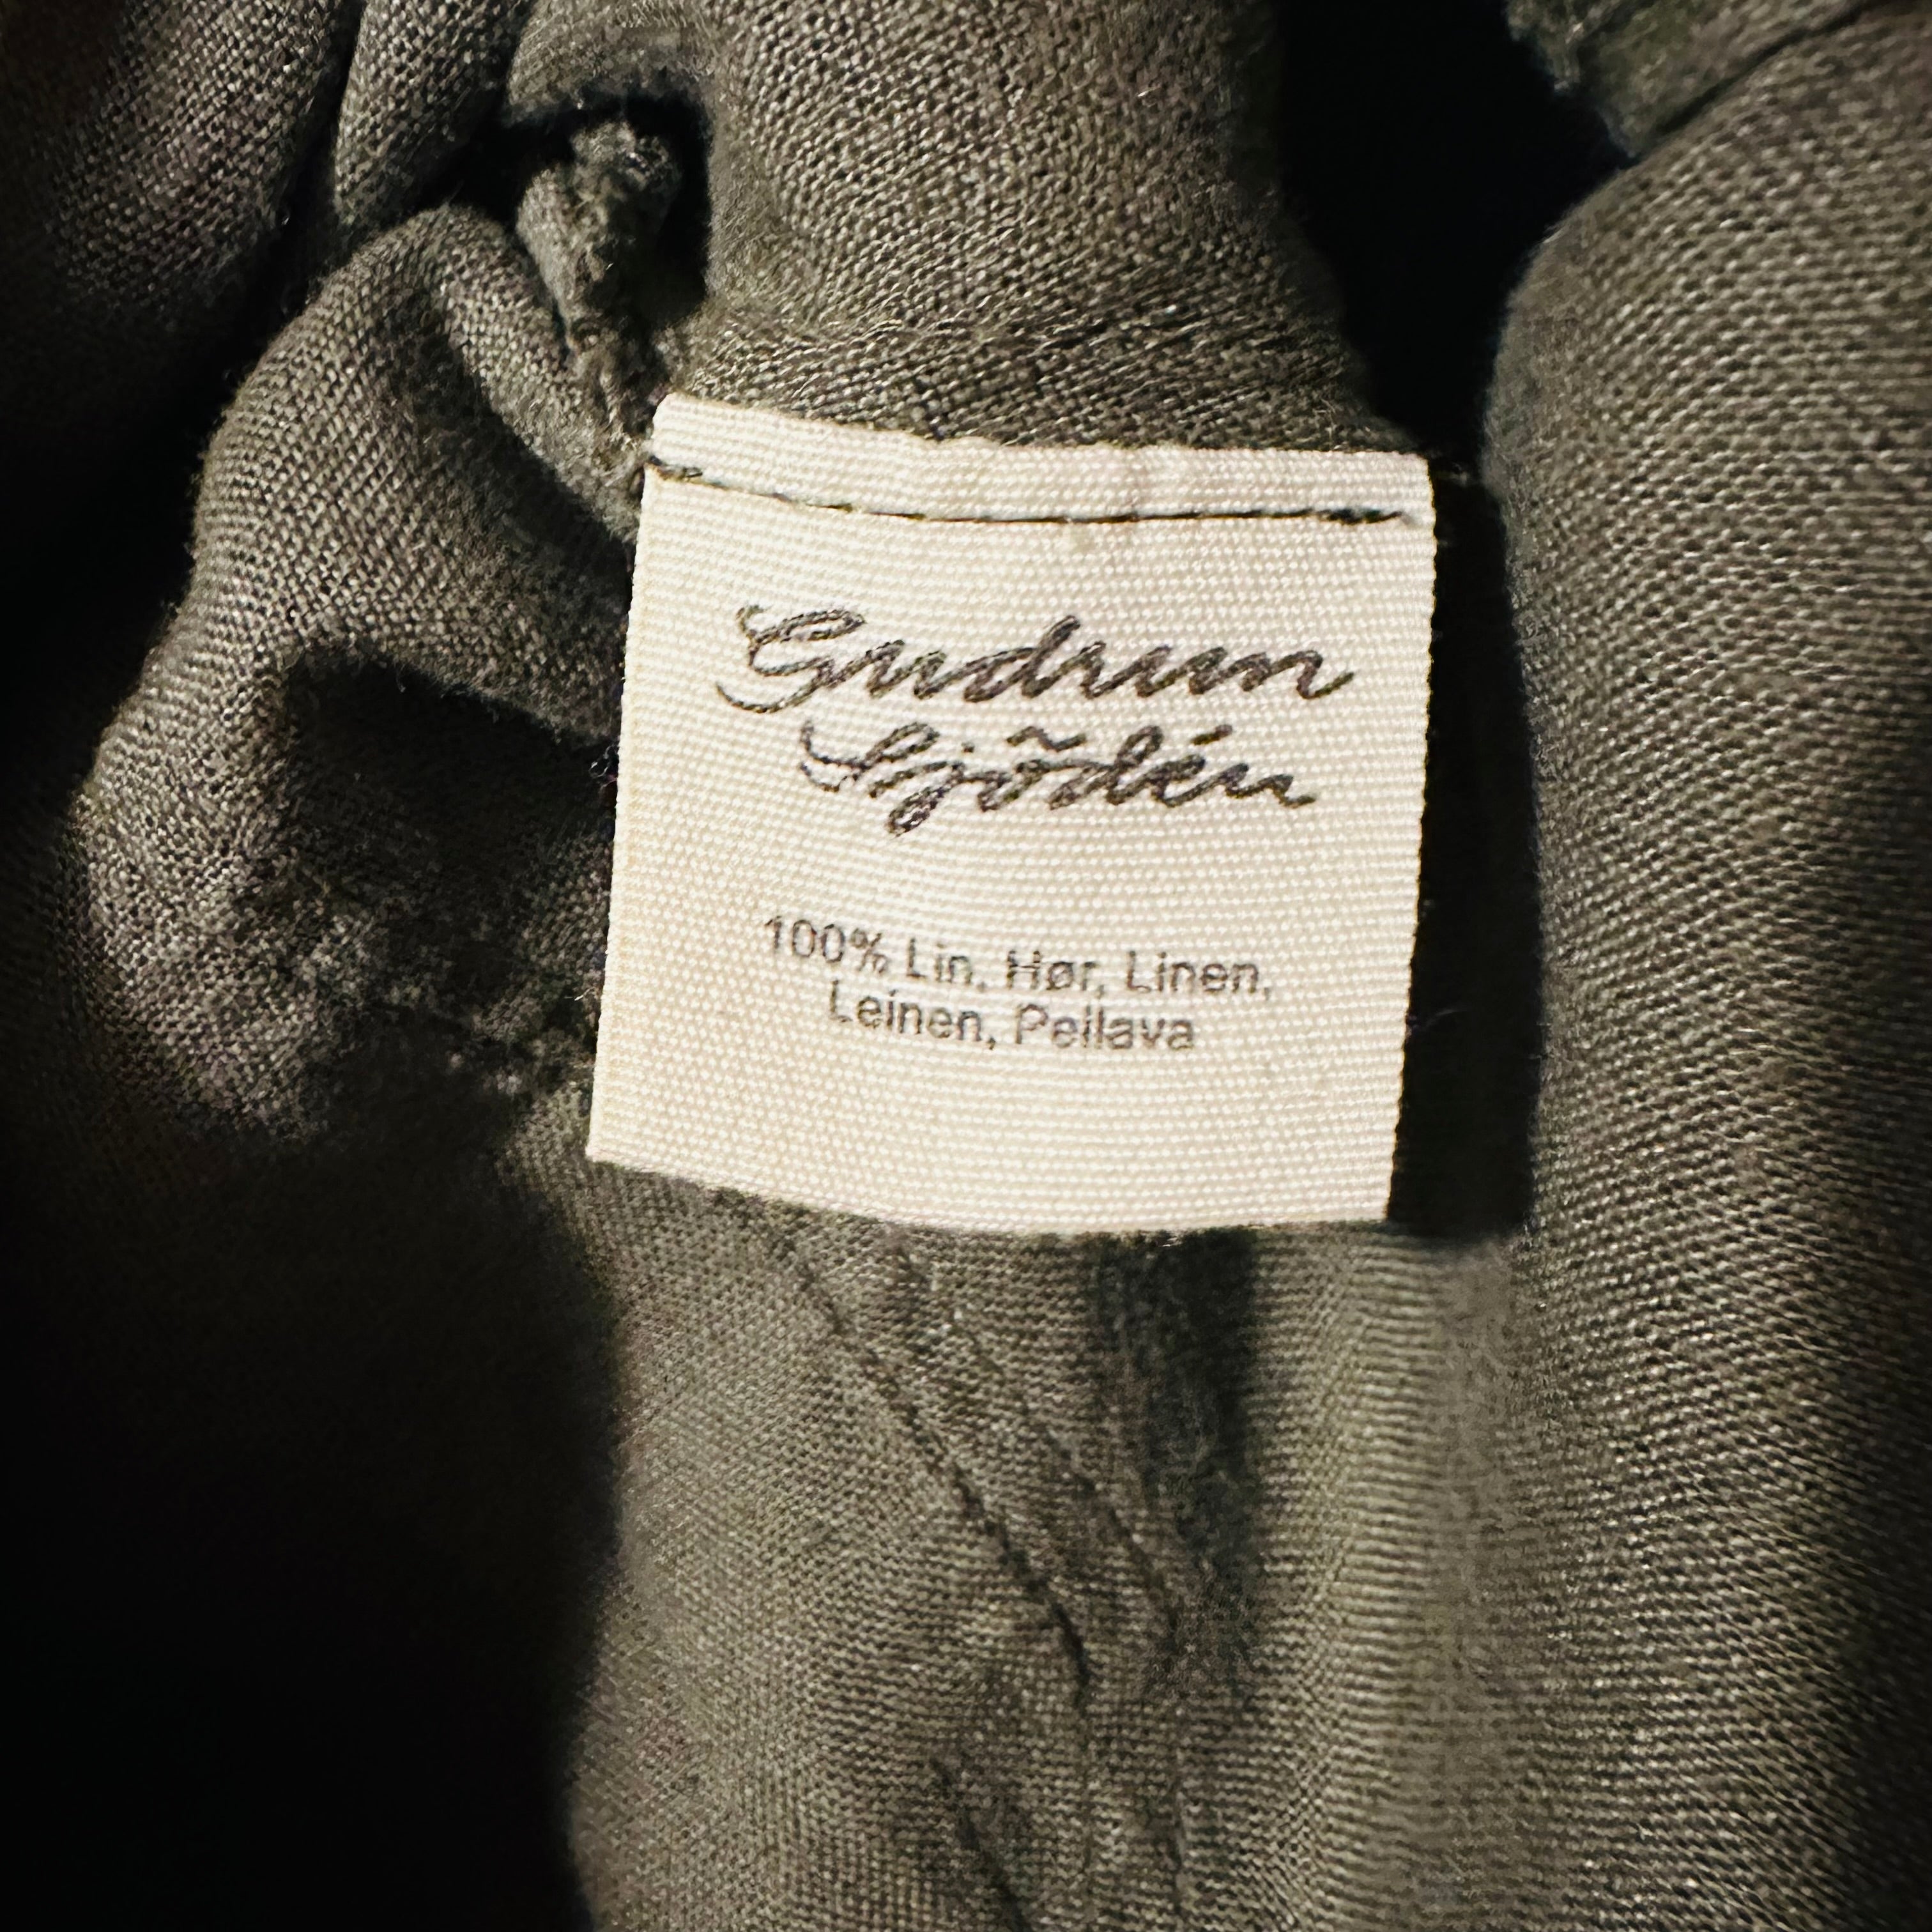 Gudrun
Sjödén
100% Lin, Hør, Linen,
Leinen, Pellava